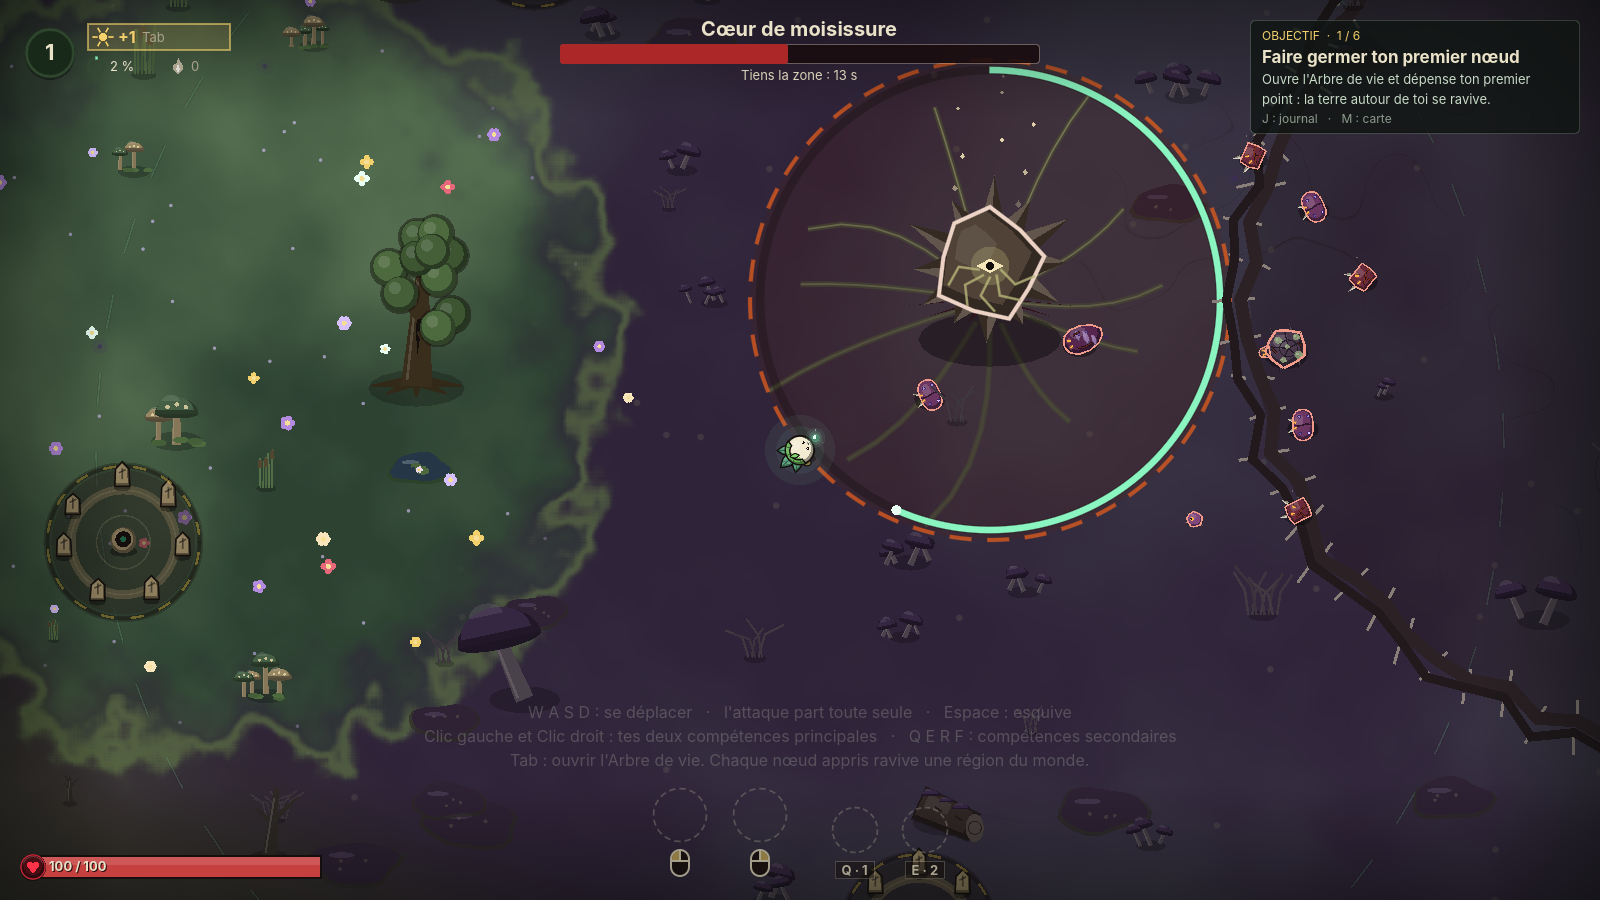 1
+1 Tab
2 %
0
Cœur de moisissure
Tiens la zone : 13 s
OBJECTIF · 1 / 6
Faire germer ton premier nœud
Ouvre l'Arbre de vie et dépense ton premier
point : la terre autour de toi se ravive.
J : journal · M : carte
W A S D : se déplacer · l'attaque part toute seule · Espace : esquive
Clic gauche et Clic droit : tes deux compétences principales · Q E R F : compétences secondaires
Tab : ouvrir l'Arbre de vie. Chaque nœud appris ravive une région du monde.
100 / 100
Q · 1
E · 2